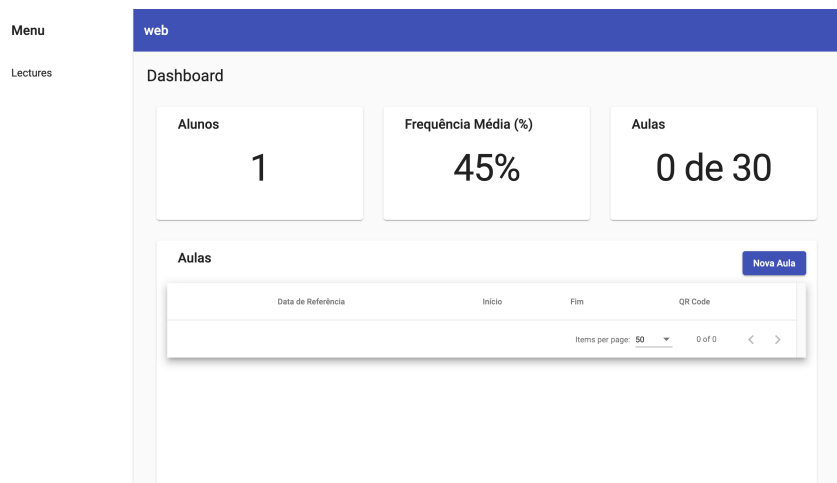 Menu
web
Lectures
Dashboard
Alunos
Frequência Média (%)
Aulas
1
45%
0 de 30
Aulas
Nova Aula
Data de Referência
Início
Fim
QR Code
Items per page: 50
0 of 0